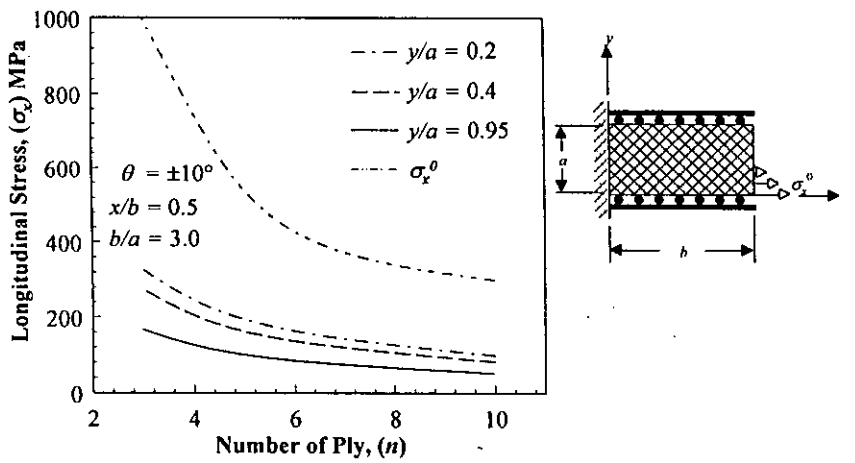 1000
800
600
400
200
0
2
4
6
8
10
Longitudinal Stress, (σₓ) MPa
Number of Ply, (n)
y/a = 0.2
y/a = 0.4
y/a = 0.95
σₓ⁰
θ = ±10°
x/b = 0.5
b/a = 3.0
y
a
b
σₓ⁰